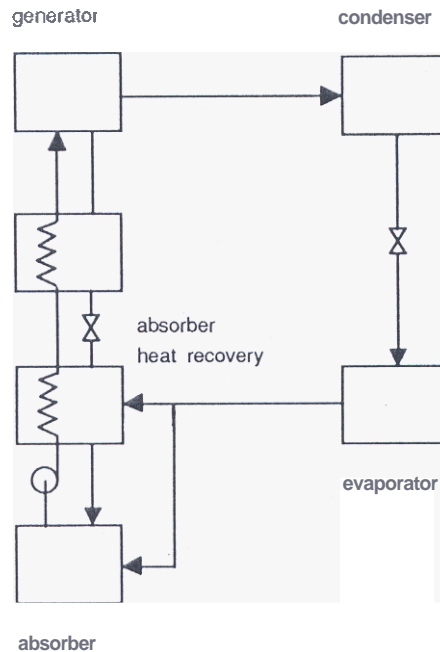 generator
condenser
absorber
heat recovery
evaporator
absorber